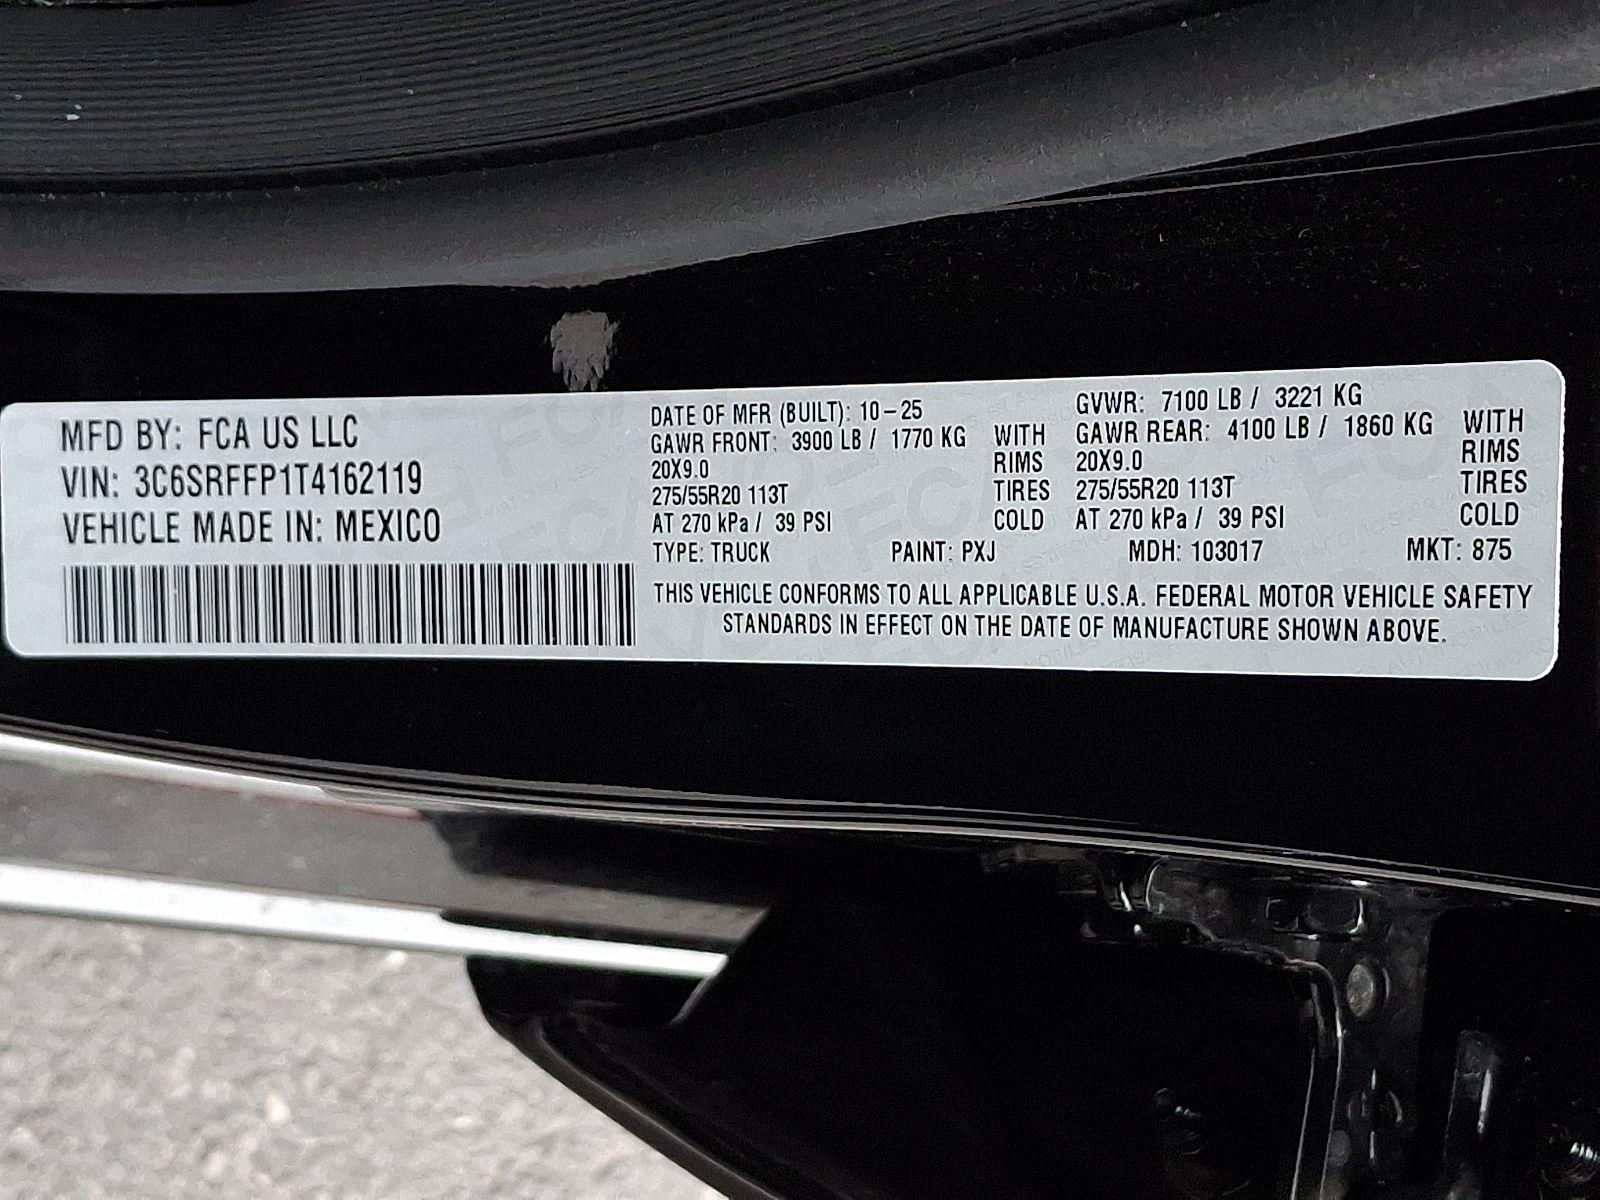 MFD BY: FCA US LLC
VIN: 3C6SRFFP1T4162119
VEHICLE MADE IN: MEXICO
DATE OF MFR (BUILT): 10-25
GAWR FRONT: 3900 LB / 1770 KG WITH
20X9.0 RIMS
275/55R20 113T TIRES
AT 270 kPa / 39 PSI COLD
GVWR: 7100 LB / 3221 KG
GAWR REAR: 4100 LB / 1860 KG WITH
20X9.0 RIMS
275/55R20 113T TIRES
AT 270 kPa / 39 PSI COLD
TYPE: TRUCK PAINT: PXJ MDH: 103017 MKT: 875
THIS VEHICLE CONFORMS TO ALL APPLICABLE U.S.A. FEDERAL MOTOR VEHICLE SAFETY
STANDARDS IN EFFECT ON THE DATE OF MANUFACTURE SHOWN ABOVE.